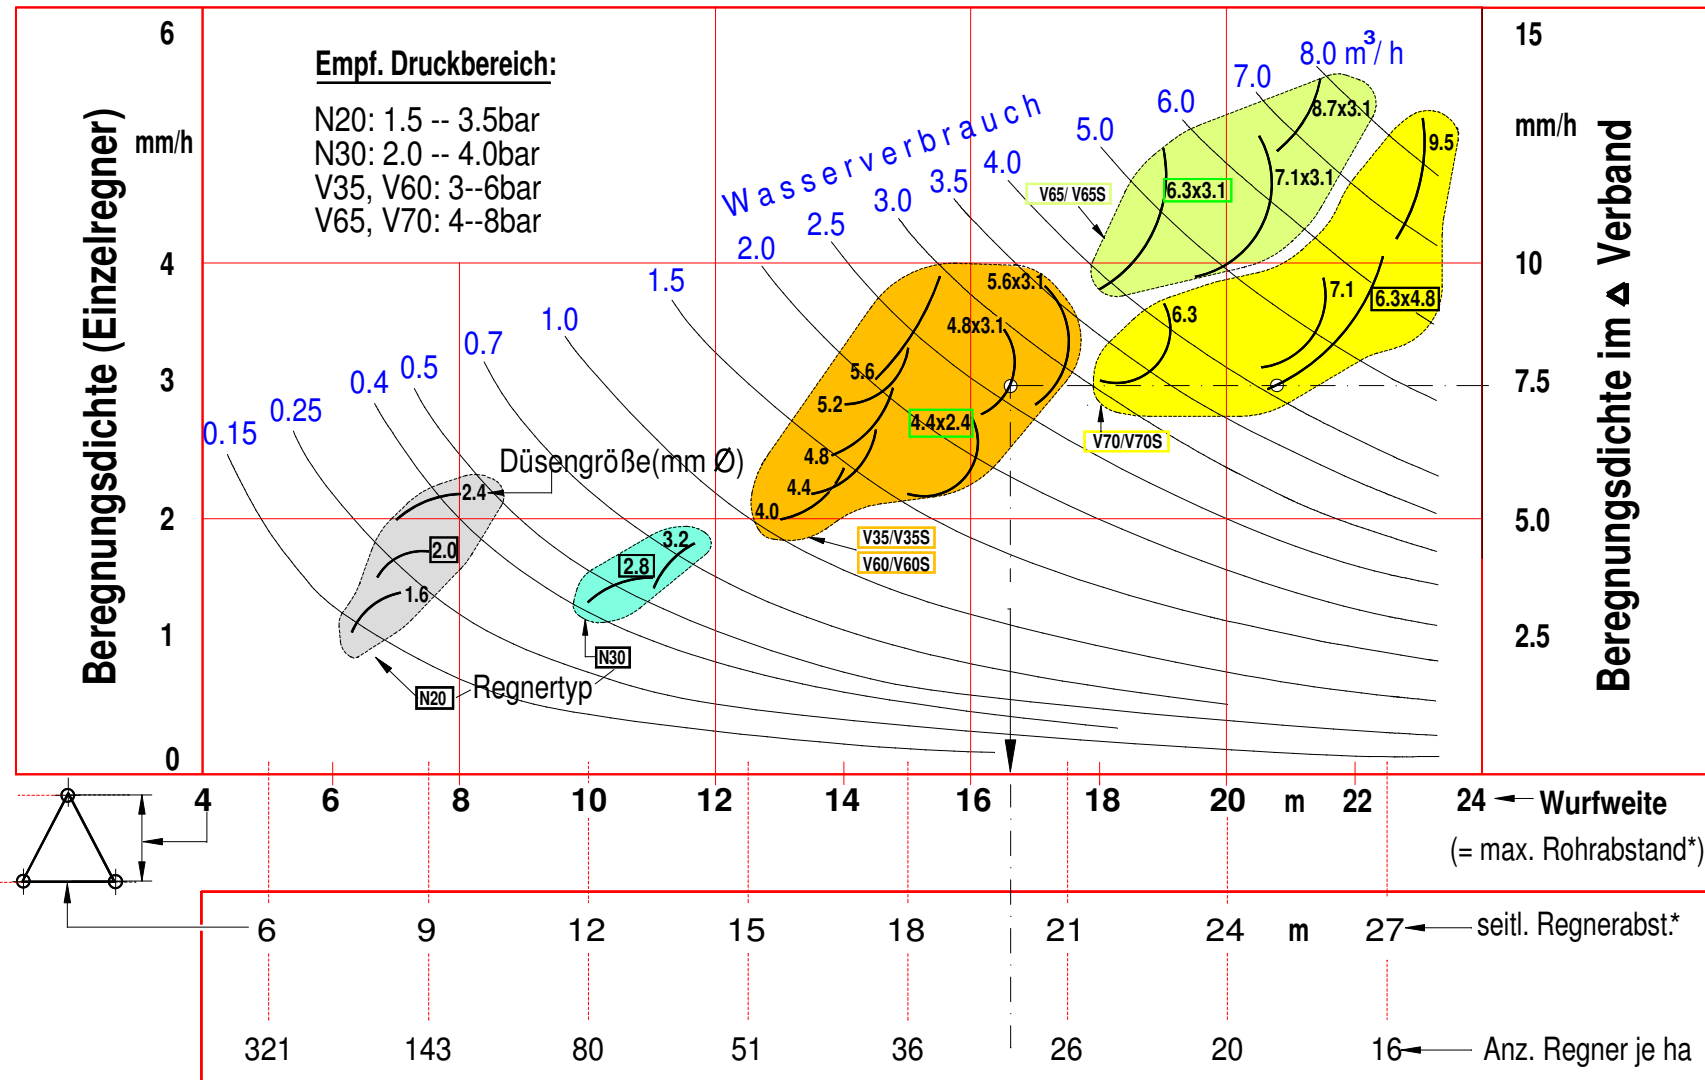 Empf. Druckbereich:
N20: 1.5 -- 3.5bar
N30: 2.0 -- 4.0bar
V35, V60: 3--6bar
V65, V70: 4--8bar
Beregnungsdichte (Einzelregner)
mm/h
6
4
3
2
1
0
Wasserverbrauch
0.15
0.25
0.4
0.5
0.7
1.0
1.5
2.0
2.5
3.0
3.5
4.0
5.0
6.0
7.0
8.0 m³/ h
V65/ V65S
6.3x3.1
7.1x3.1
8.7x3.1
9.5
6.3
7.1
6.3x4.8
V70/V70S
5.6x3.1
4.8x3.1
4.4x2.4
5.6
5.2
4.8
4.4
4.0
V35/V35S
V60/V60S
Düsengröße(mm Ø)
2.4
2.0
1.6
3.2
2.8
N30
N20
Regnertyp
Beregnungsdichte im Δ Verband
mm/h
15
10
7.5
5.0
2.5
4 6 8 10 12 14 16 18 20 m 22 24 Wurfweite
(= max. Rohrabstand*)
6 9 12 15 18 21 24 m 27 seitl. Regnerabst.*
321 143 80 51 36 26 20 16 Anz. Regner je ha